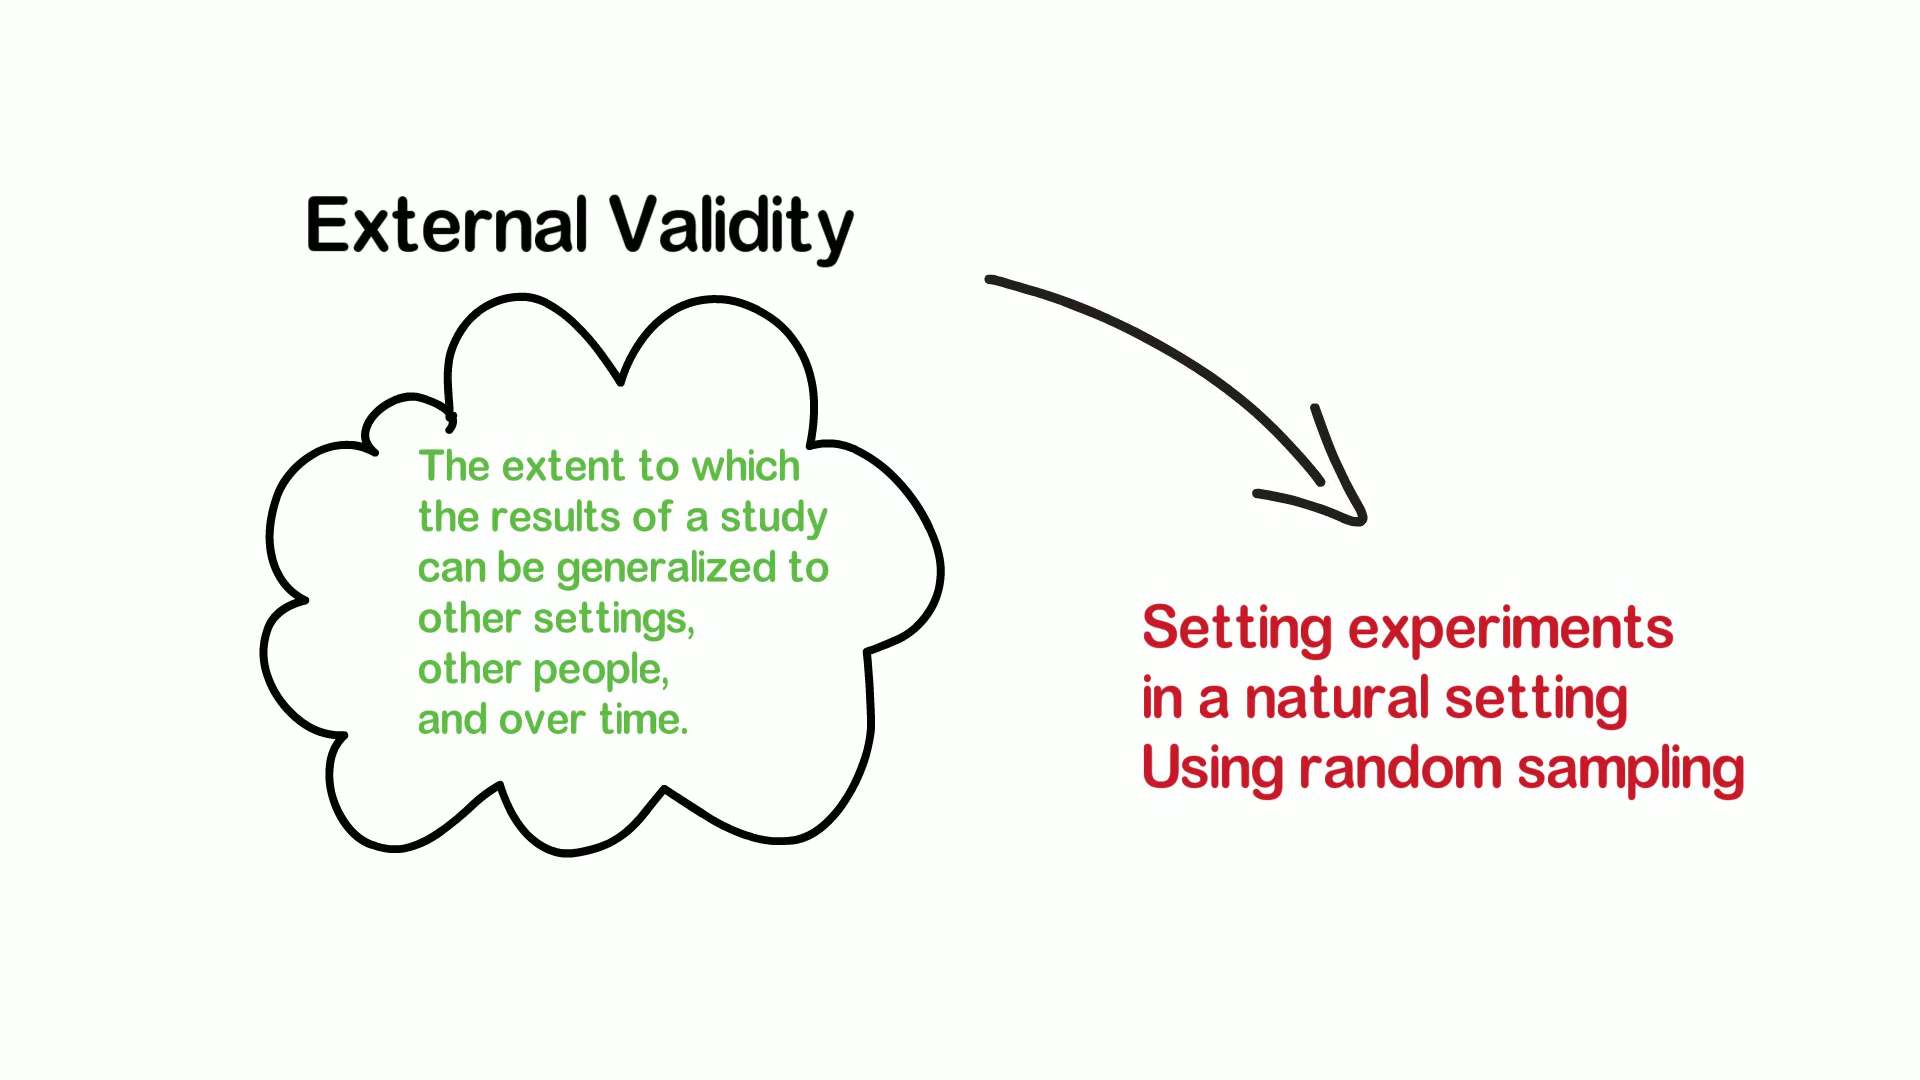 External Validity
The extent to which
the results of a study
can be generalized to
other settings,
other people,
and over time.
Setting experiments
in a natural setting
Using random sampling